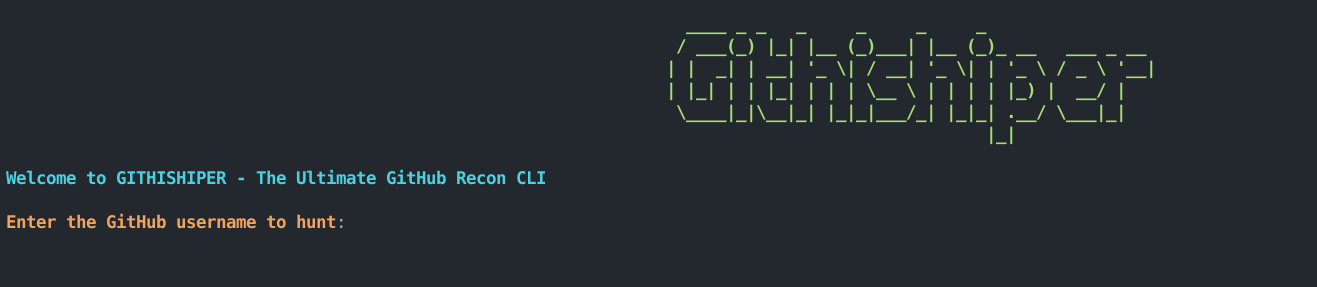 Githishiper
Welcome to GITHISHIPER - The Ultimate GitHub Recon CLI
Enter the GitHub username to hunt: